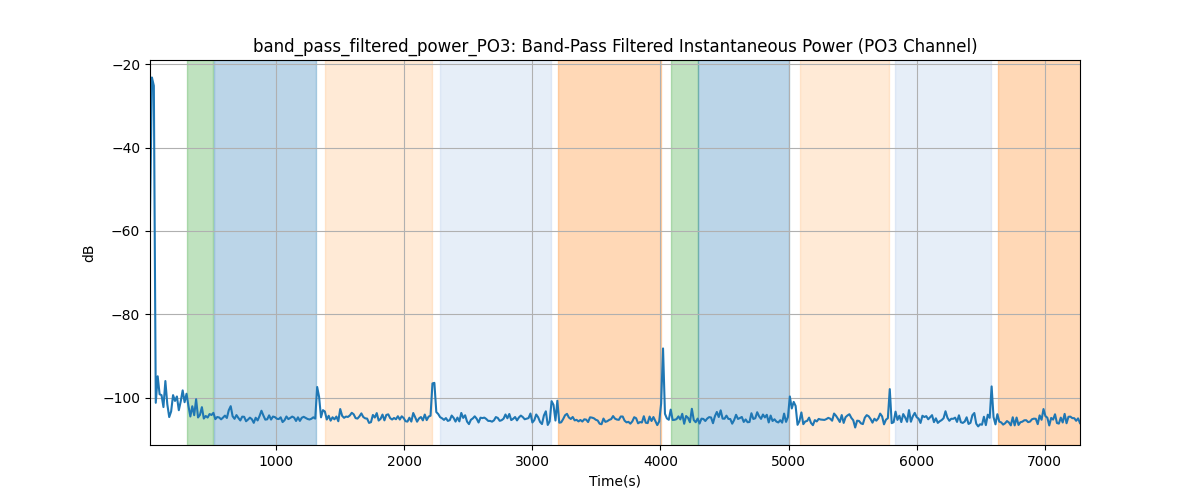 band_pass_filtered_power_PO3: Band-Pass Filtered Instantaneous Power (PO3 Channel)
−20
−40
−60
−80
−100
dB
1000 2000 3000 4000 5000 6000 7000
Time(s)